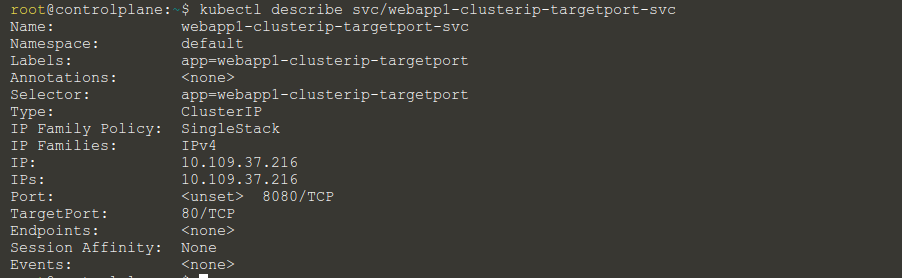 root@controlplane:~$ kubectl describe svc/webapp1-clusterip-targetport-svc
Name: webapp1-clusterip-targetport-svc
Namespace: default
Labels: app=webapp1-clusterip-targetport
Annotations: <none>
Selector: app=webapp1-clusterip-targetport
Type: ClusterIP
IP Family Policy: SingleStack
IP Families: IPv4
IP: 10.109.37.216
IPs: 10.109.37.216
Port: <unset> 8080/TCP
TargetPort: 80/TCP
Endpoints: <none>
Session Affinity: None
Events: <none>